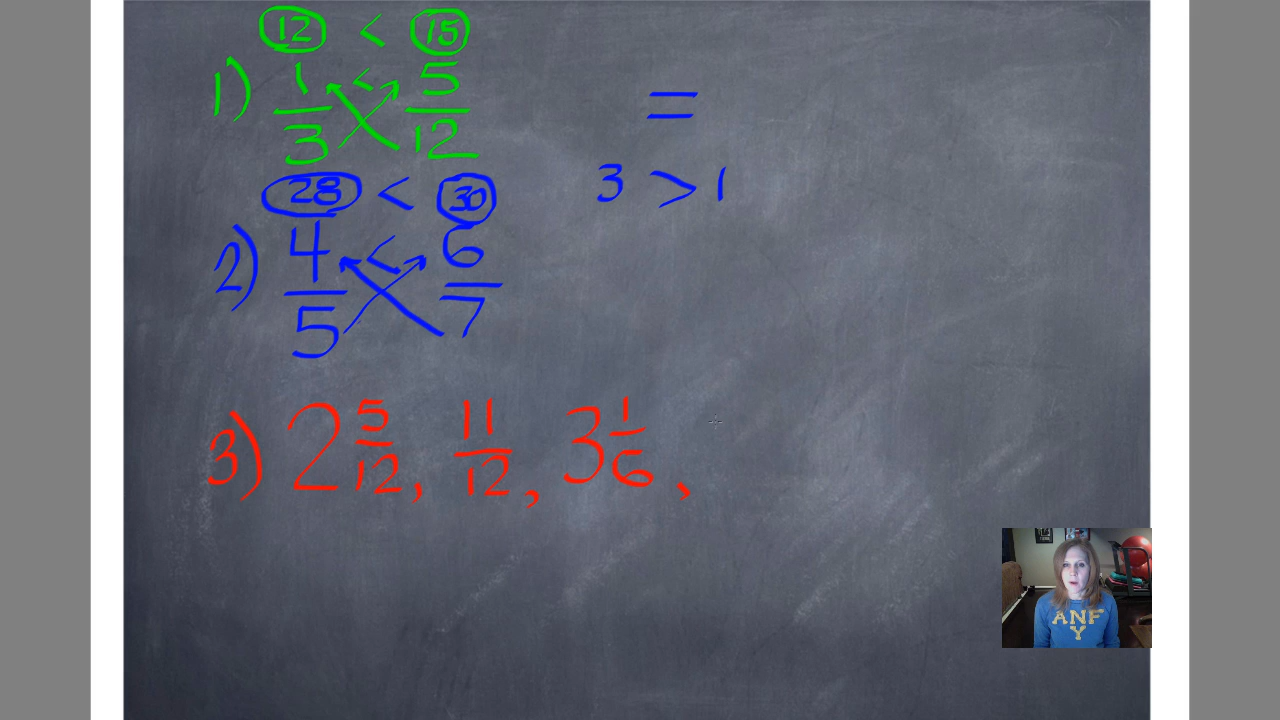 12 < 15
1) 1/3 < 5/12
=
28 < 30
3 > 1
2) 4/5 < 6/7
3) 2 5/12, 11/12, 3 1/6,
ANF
Y